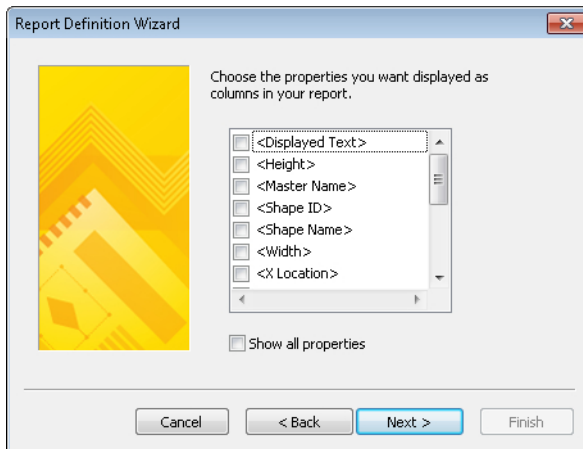 Report Definition Wizard
Choose the properties you want displayed as
columns in your report.
<Displayed Text>
<Height>
<Master Name>
<Shape ID>
<Shape Name>
<Width>
<X Location>
Show all properties
Cancel
< Back
Next >
Finish